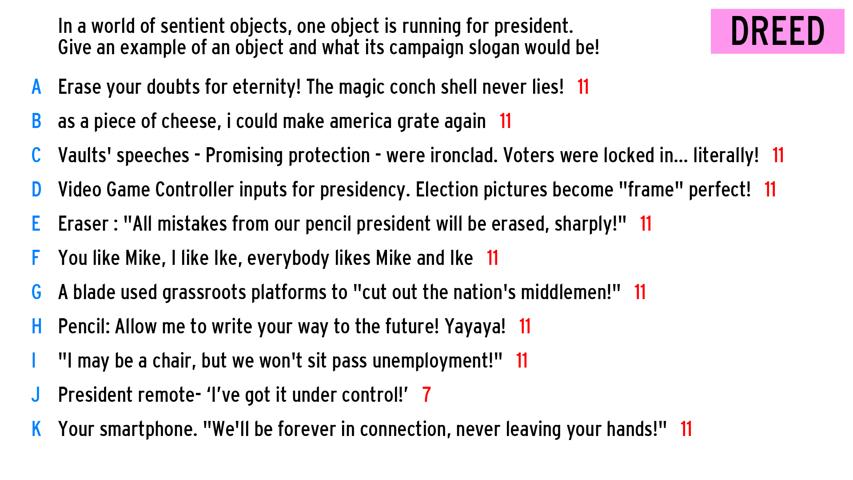 In a world of sentient objects, one object is running for president.
Give an example of an object and what its campaign slogan would be!
DREED
A Erase your doubts for eternity! The magic conch shell never lies! 11
B as a piece of cheese, i could make america grate again 11
C Vaults' speeches - Promising protection - were ironclad. Voters were locked in... literally! 11
D Video Game Controller inputs for presidency. Election pictures become "frame" perfect! 11
E Eraser : "All mistakes from our pencil president will be erased, sharply!" 11
F You like Mike, I like Ike, everybody likes Mike and Ike 11
G A blade used grassroots platforms to "cut out the nation's middlemen!" 11
H Pencil: Allow me to write your way to the future! Yayaya! 11
I "I may be a chair, but we won't sit pass unemployment!" 11
J President remote- ‘I’ve got it under control!’ 7
K Your smartphone. "We'll be forever in connection, never leaving your hands!" 11